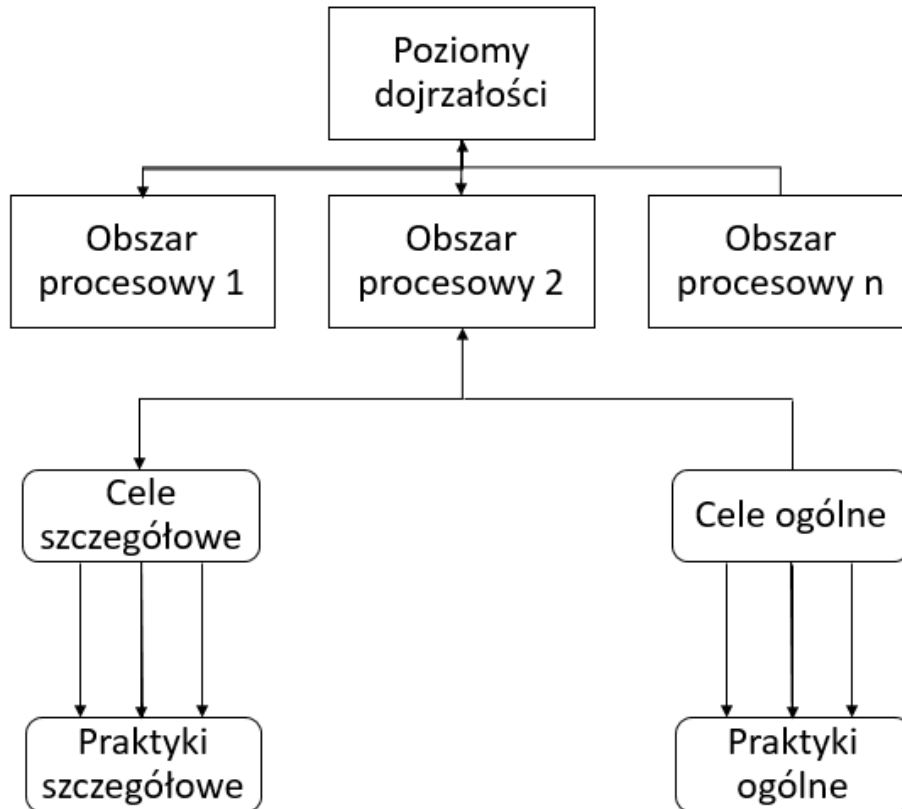 Poziomy
dojrzałości
Obszar
procesowy 1
Obszar
procesowy 2
Obszar
procesowy n
Cele
szczegółowe
Cele ogólne
Praktyki
szczegółowe
Praktyki
ogólne